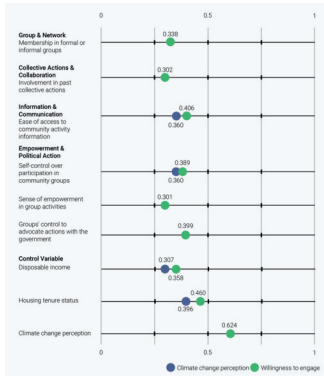 0
0.5
1
Group & Network
Membership in formal or
informal groups
0.338
Collective Actions &
Collaboration
Involvement in past
collective actions
0.302
Information &
Communication
Ease of access to
community activity
information
0.406
0.360
Empowerment &
Political Action
Self-control over
participation in
community groups
0.389
0.360
Sense of empowerment
in group activities
0.301
Groups' control to
advocate actions with the
government
0.399
Control Variable
Disposable income
0.307
0.358
Housing tenure status
0.460
0.396
Climate change perception
0.624
0
0.5
1
Climate change perception
Willingness to engage